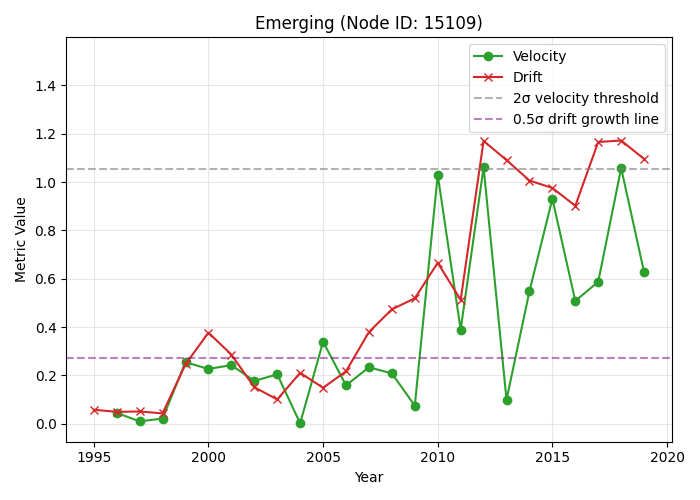 Emerging (Node ID: 15109)
Velocity
Drift
2σ velocity threshold
0.5σ drift growth line
Metric Value
1.4
1.2
1.0
0.8
0.6
0.4
0.2
0.0
1995 2000 2005 2010 2015 2020
Year